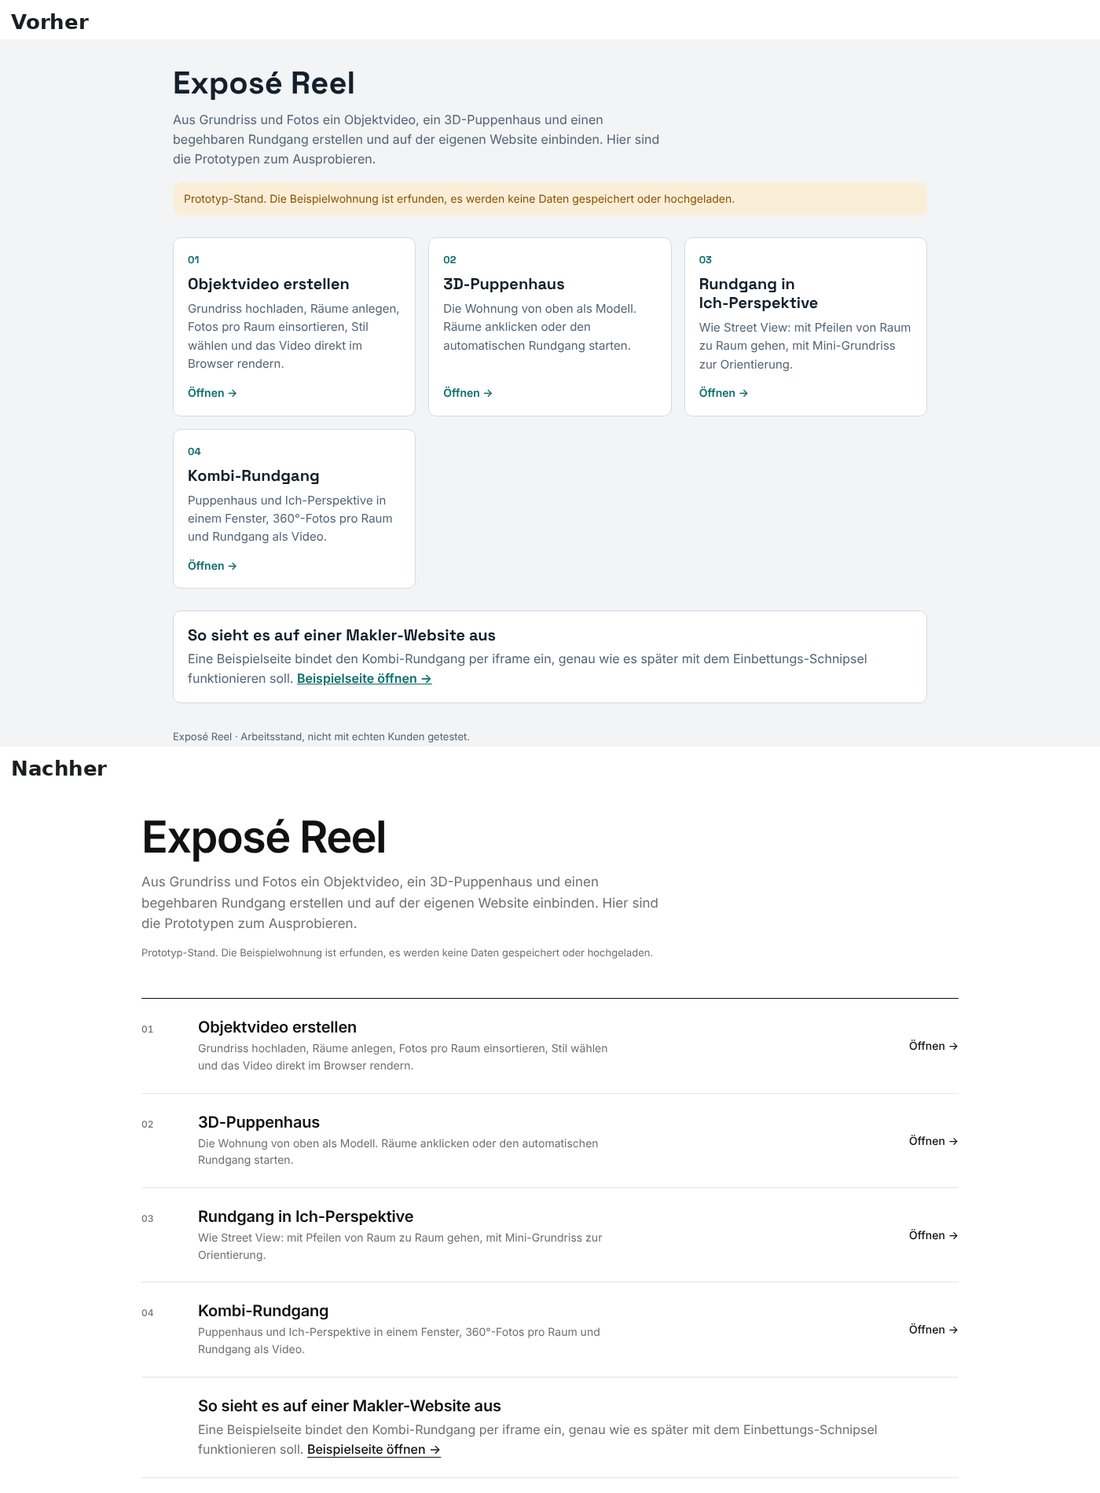 Vorher
Exposé Reel
Aus Grundriss und Fotos ein Objektvideo, ein 3D-Puppenhaus und einen
begehbaren Rundgang erstellen und auf der eigenen Website einbinden. Hier sind
die Prototypen zum Ausprobieren.
Prototyp-Stand. Die Beispielwohnung ist erfunden, es werden keine Daten gespeichert oder hochgeladen.
01
Objektvideo erstellen
Grundriss hochladen, Räume anlegen,
Fotos pro Raum einsortieren, Stil
wählen und das Video direkt im
Browser rendern.
Öffnen →
02
3D-Puppenhaus
Die Wohnung von oben als Modell.
Räume anklicken oder den
automatischen Rundgang starten.
Öffnen →
03
Rundgang in
Ich-Perspektive
Wie Street View: mit Pfeilen von Raum
zu Raum gehen, mit Mini-Grundriss
zur Orientierung.
Öffnen →
04
Kombi-Rundgang
Puppenhaus und Ich-Perspektive in
einem Fenster, 360°-Fotos pro Raum
und Rundgang als Video.
Öffnen →
So sieht es auf einer Makler-Website aus
Eine Beispielseite bindet den Kombi-Rundgang per iframe ein, genau wie es später mit dem Einbettungs-Schnipsel
funktionieren soll. Beispielseite öffnen →
Exposé Reel · Arbeitsstand, nicht mit echten Kunden getestet.
Nachher
Exposé Reel
Aus Grundriss und Fotos ein Objektvideo, ein 3D-Puppenhaus und einen
begehbaren Rundgang erstellen und auf der eigenen Website einbinden. Hier sind
die Prototypen zum Ausprobieren.
Prototyp-Stand. Die Beispielwohnung ist erfunden, es werden keine Daten gespeichert oder hochgeladen.
01
Objektvideo erstellen
Grundriss hochladen, Räume anlegen, Fotos pro Raum einsortieren, Stil wählen
und das Video direkt im Browser rendern.
Öffnen →
02
3D-Puppenhaus
Die Wohnung von oben als Modell. Räume anklicken oder den automatischen
Rundgang starten.
Öffnen →
03
Rundgang in Ich-Perspektive
Wie Street View: mit Pfeilen von Raum zu Raum gehen, mit Mini-Grundriss zur
Orientierung.
Öffnen →
04
Kombi-Rundgang
Puppenhaus und Ich-Perspektive in einem Fenster, 360°-Fotos pro Raum und
Rundgang als Video.
Öffnen →
So sieht es auf einer Makler-Website aus
Eine Beispielseite bindet den Kombi-Rundgang per iframe ein, genau wie es später mit dem Einbettungs-Schnipsel
funktionieren soll. Beispielseite öffnen →